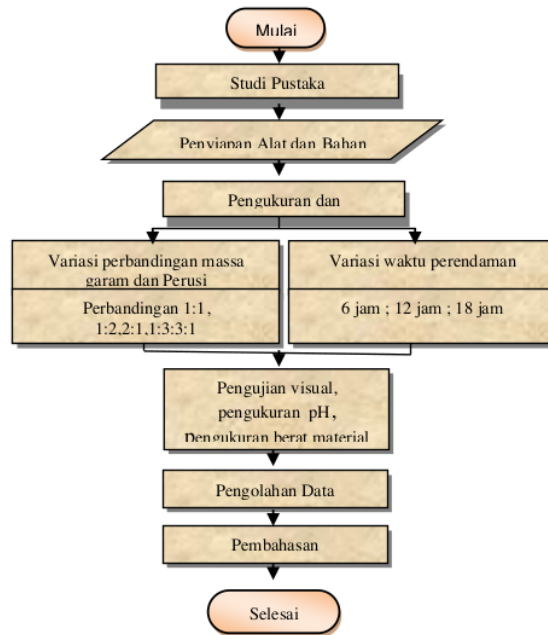 Mulai
Studi Pustaka
Penyiapan Alat dan Bahan
Pengukuran dan
Variasi perbandingan massa
garam dan Perusi
Perbandingan 1:1,
1:2,2:1,1:3:3:1
Variasi waktu perendaman
6 jam ; 12 jam ; 18 jam
Pengujian visual,
pengukuran pH,
pengukuran berat material
Pengolahan Data
Pembahasan
Selesai